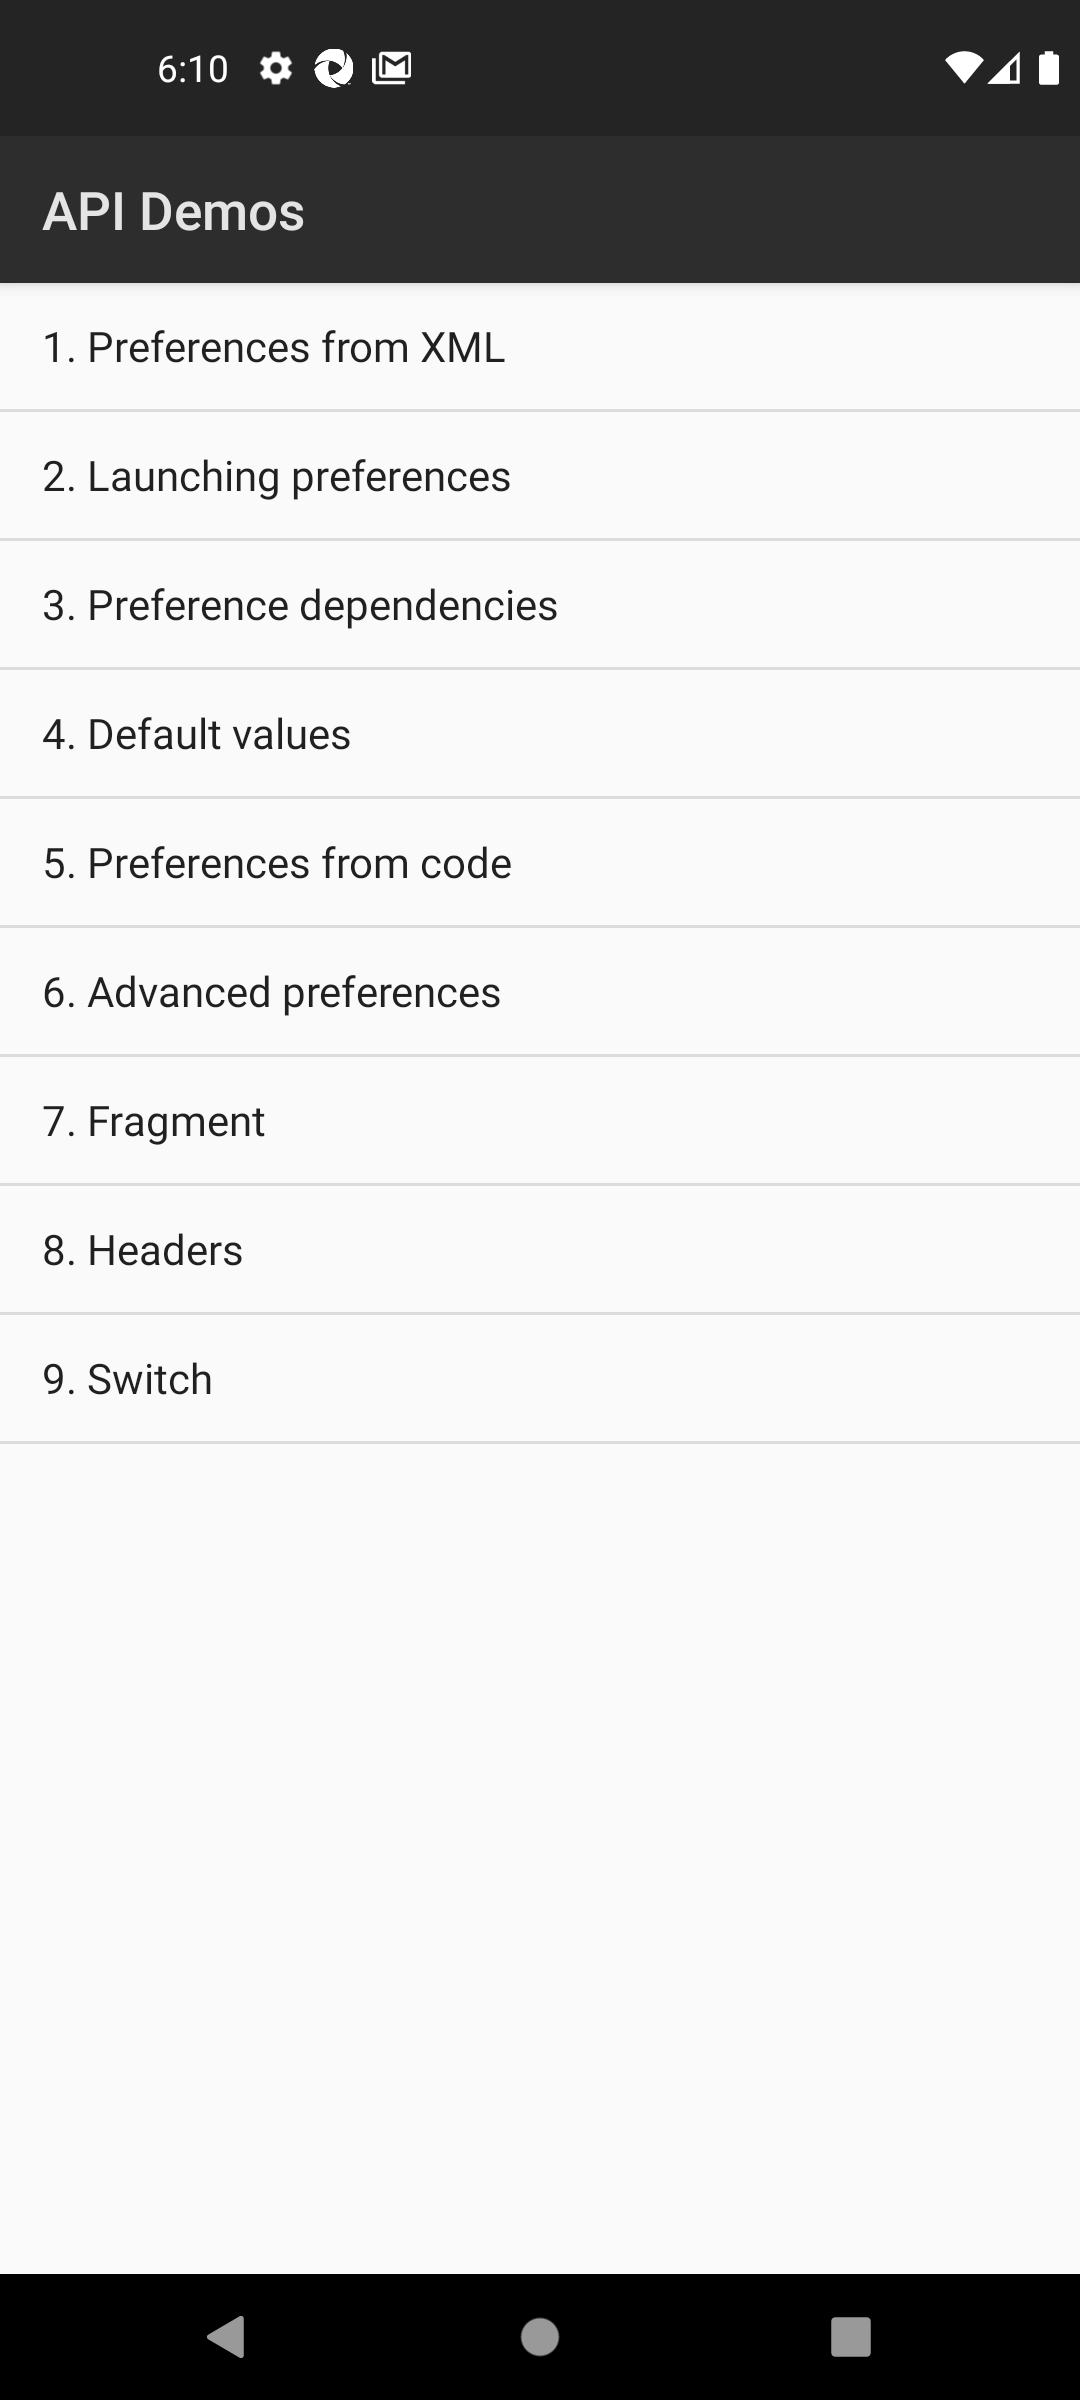 6:10
API Demos
1. Preferences from XML
2. Launching preferences
3. Preference dependencies
4. Default values
5. Preferences from code
6. Advanced preferences
7. Fragment
8. Headers
9. Switch